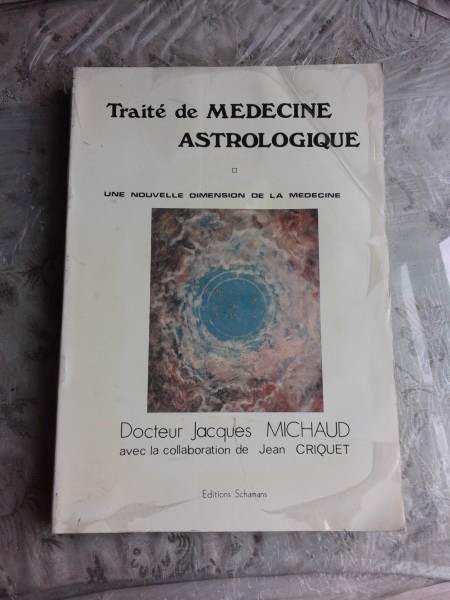 Traité de MEDECINE
ASTROLOGIQUE
UNE NOUVELLE DIMENSION DE LA MEDECINE
Docteur Jacques MICHAUD
avec la collaboration de Jean CRIQUET
Editions Schamans